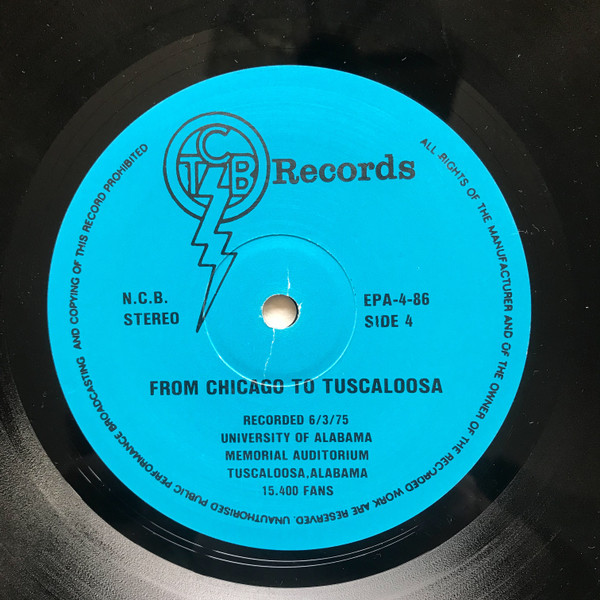 TCB
Records
N.C.B.
STEREO
EPA-4-86
SIDE 4
FROM CHICAGO TO TUSCALOOSA
RECORDED 6/3/75
UNIVERSITY OF ALABAMA
MEMORIAL AUDITORIUM
TUSCALOOSA,ALABAMA
15.400 FANS
ALL RIGHTS OF THE MANUFACTURER AND OF THE OWNER OF THE RECORDED WORK ARE RESERVED. UNAUTHORISED PUBLIC PERFORMANCE BROADCASTING AND COPYING OF THIS RECORD PROHIBITED